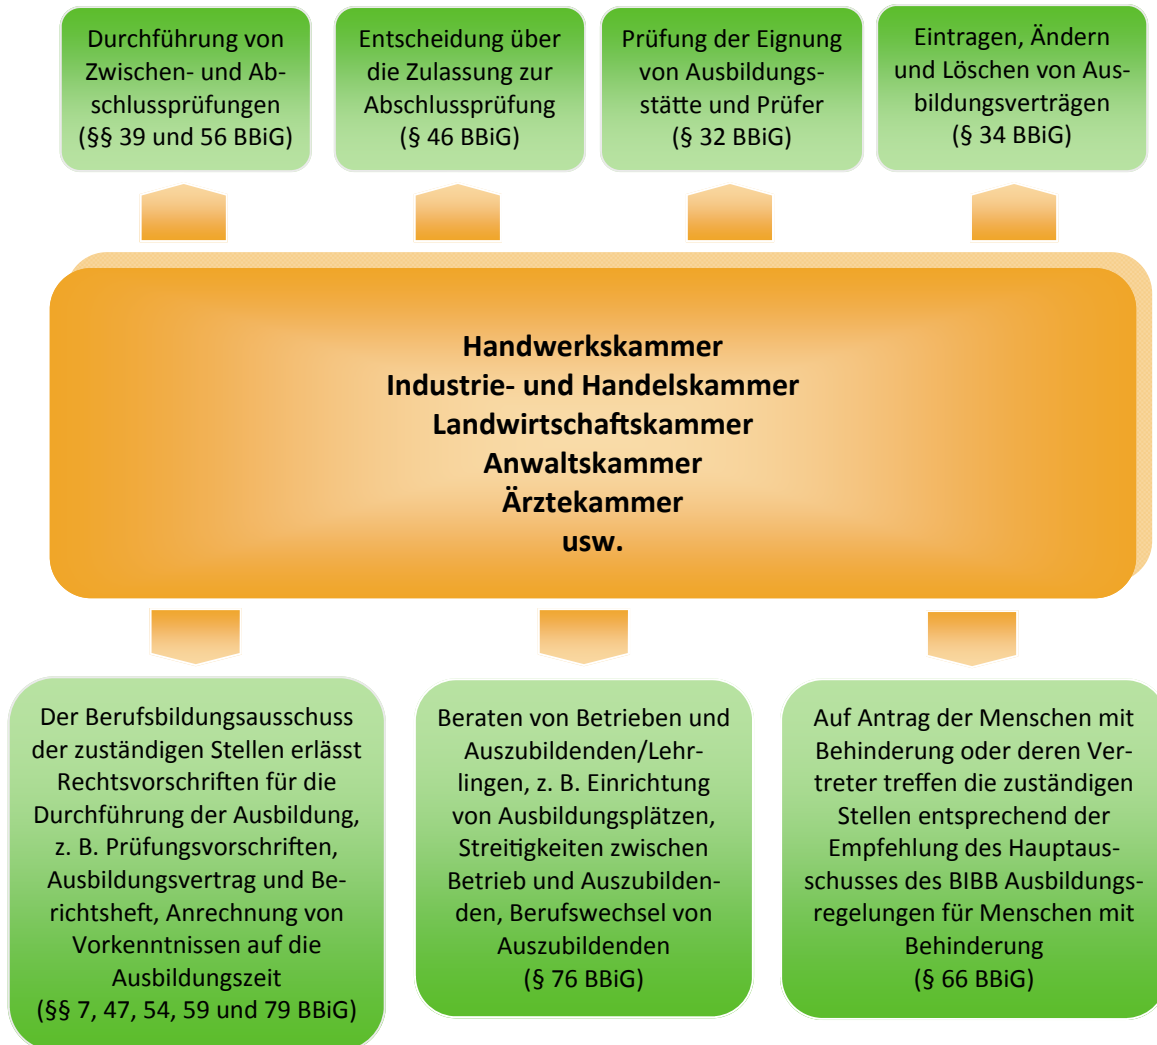 Durchführung von
Zwischen- und Ab-
schlussprüfungen
(§§ 39 und 56 BBiG)
Entscheidung über
die Zulassung zur
Abschlussprüfung
(§ 46 BBiG)
Prüfung der Eignung
von Ausbildungs-
stätte und Prüfer
(§ 32 BBiG)
Eintragen, Ändern
und Löschen von Aus-
bildungsverträgen
(§ 34 BBiG)
Handwerkskammer
Industrie- und Handelskammer
Landwirtschaftskammer
Anwaltskammer
Ärztekammer
usw.
Der Berufsbildungsausschuss
der zuständigen Stellen erlässt
Rechtsvorschriften für die
Durchführung der Ausbildung,
z. B. Prüfungsvorschriften,
Ausbildungsvertrag und Be-
richtsheft, Anrechnung von
Vorkenntnissen auf die
Ausbildungszeit
(§§ 7, 47, 54, 59 und 79 BBiG)
Beraten von Betrieben und
Auszubildenden/Lehr-
lingen, z. B. Einrichtung
von Ausbildungsplätzen,
Streitigkeiten zwischen
Betrieb und Auszubilden-
den, Berufswechsel von
Auszubildenden
(§ 76 BBiG)
Auf Antrag der Menschen mit
Behinderung oder deren Ver-
treter treffen die zuständigen
Stellen entsprechend der
Empfehlung des Hauptaus-
schusses des BIBB Ausbildungs-
regelungen für Menschen mit
Behinderung
(§ 66 BBiG)